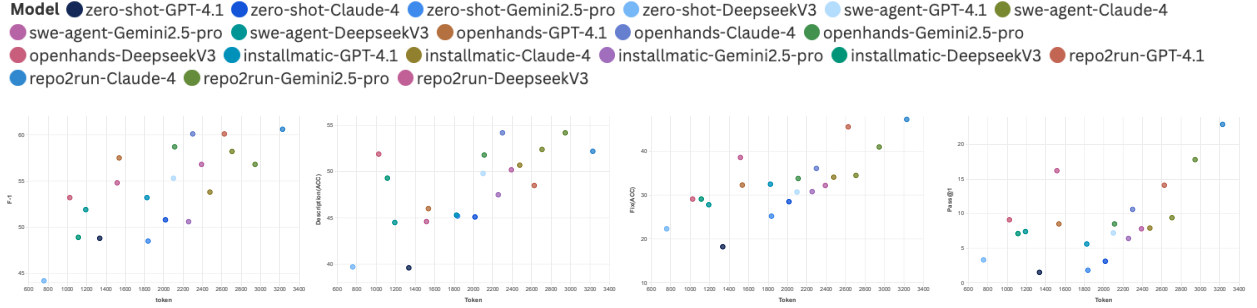 Model zero-shot-GPT-4.1 zero-shot-Claude-4 zero-shot-Gemini2.5-pro zero-shot-DeepseekV3 swe-agent-GPT-4.1 swe-agent-Claude-4
swe-agent-Gemini2.5-pro swe-agent-DeepseekV3 openhands-GPT-4.1 openhands-Claude-4 openhands-Gemini2.5-pro
openhands-DeepseekV3 installmatic-GPT-4.1 installmatic-Claude-4 installmatic-Gemini2.5-pro installmatic-DeepseekV3 repo2run-GPT-4.1
repo2run-Claude-4 repo2run-Gemini2.5-pro repo2run-DeepseekV3
F-1
60
55
50
45
600 800 1000 1200 1400 1600 1800 2000 2200 2400 2600 2800 3000 3200 3400
token
Description(ACC)
55
50
45
40
600 800 1000 1200 1400 1600 1800 2000 2200 2400 2600 2800 3000 3200 3400
Token
Fix(ACC)
40
30
20
10
600 800 1000 1200 1400 1600 1800 2000 2200 2400 2600 2800 3000 3200 3400
Token
Pass@1
20
15
10
5
0
600 800 1000 1200 1400 1600 1800 2000 2200 2400 2600 2800 3000 3200 3400
Token